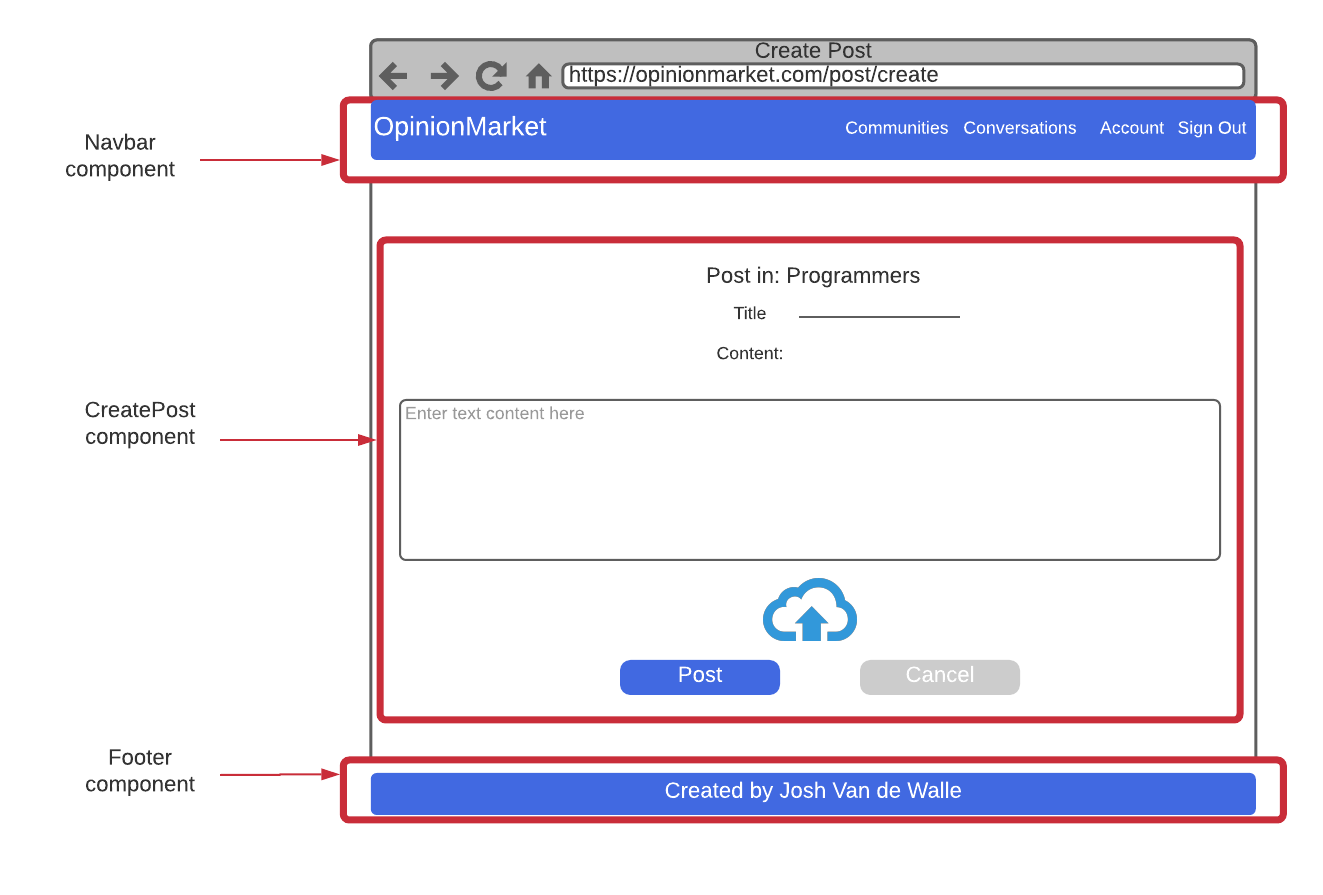 Create Post
https://opinionmarket.com/post/create
OpinionMarket
Communities Conversations Account Sign Out
Navbar
component
Post in: Programmers
Title
Content:
CreatePost
component
Enter text content here
Post Cancel
Footer
component
Created by Josh Van de Walle